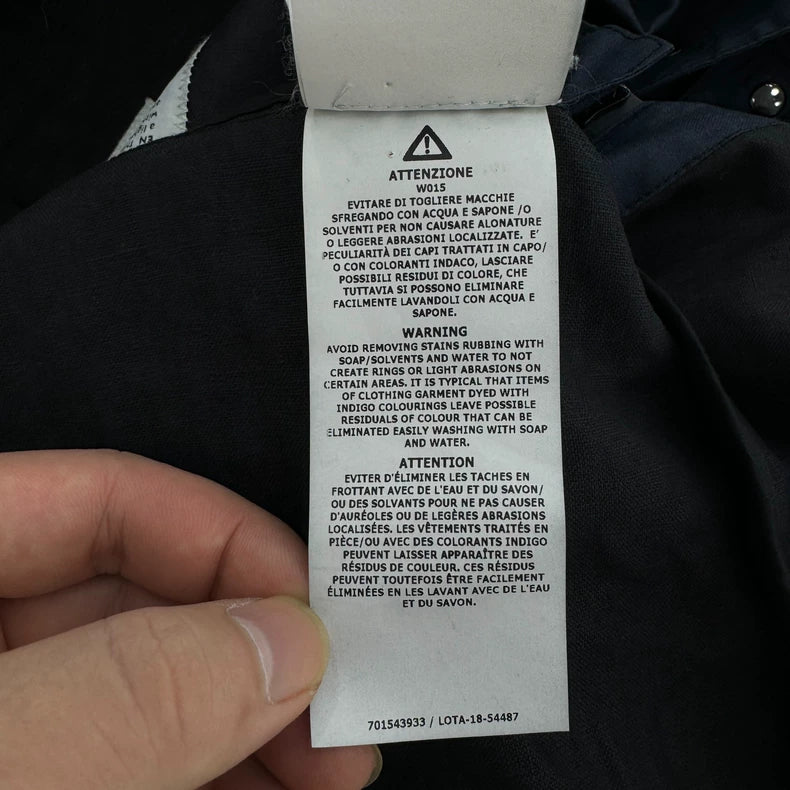 ATTENZIONE
W015
EVITARE DI TOGLIERE MACCHIE
SFREGANDO CON ACQUA E SAPONE /O
SOLVENTI PER NON CAUSARE ALONATURE
O LEGGERE ABRASIONI LOCALIZZATE. E'
PECULIARITÀ DEI CAPI TRATTATI IN CAPO/
O CON COLORANTI INDACO, LASCIARE
POSSIBILI RESIDUI DI COLORE, CHE
TUTTAVIA SI POSSONO ELIMINARE
FACILMENTE LAVANDOLI CON ACQUA E
SAPONE.
WARNING
AVOID REMOVING STAINS RUBBING WITH
SOAP/SOLVENTS AND WATER TO NOT
CREATE RINGS OR LIGHT ABRASIONS ON
CERTAIN AREAS. IT IS TYPICAL THAT ITEMS
OF CLOTHING GARMENT DYED WITH
INDIGO COLOURINGS LEAVE POSSIBLE
RESIDUALS OF COLOUR THAT CAN BE
ELIMINATED EASILY WASHING WITH SOAP
AND WATER.
ATTENTION
EVITER D'ÉLIMINER LES TACHES EN
FROTTANT AVEC DE L'EAU ET DU SAVON/
OU DES SOLVANTS POUR NE PAS CAUSER
D'AURÉOLES OU DE LEGÈRES ABRASIONS
LOCALISÉES. LES VÊTEMENTS TRAITÉS EN
PIÈCE/OU AVEC DES COLORANTS INDIGO
PEUVENT LAISSER APPARAÎTRE DES
RÉSIDUS DE COULEUR. CES RÉSIDUS
PEUVENT TOUTEFOIS ÊTRE FACILEMENT
ÉLIMINÉES EN LES LAVANT AVEC DE L'EAU
ET DU SAVON.
701543933 / LOTA-18-54487